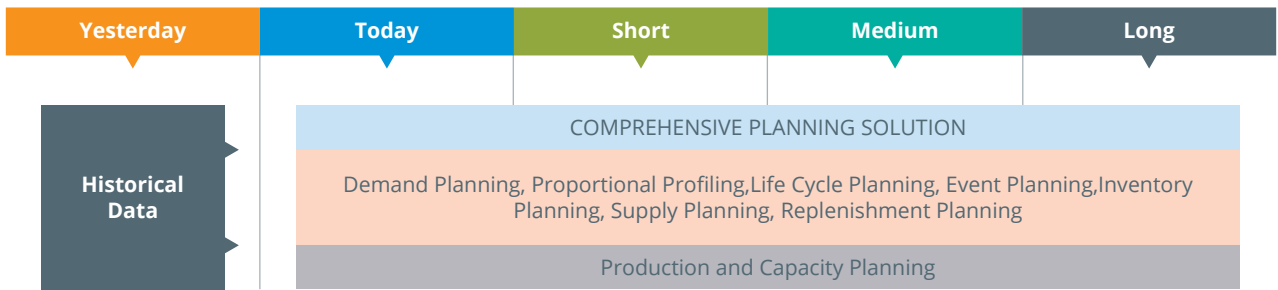 Yesterday
Today
Short
Medium
Long
Historical
Data
COMPREHENSIVE PLANNING SOLUTION
Demand Planning, Proportional Profiling,Life Cycle Planning, Event Planning,Inventory
Planning, Supply Planning, Replenishment Planning
Production and Capacity Planning